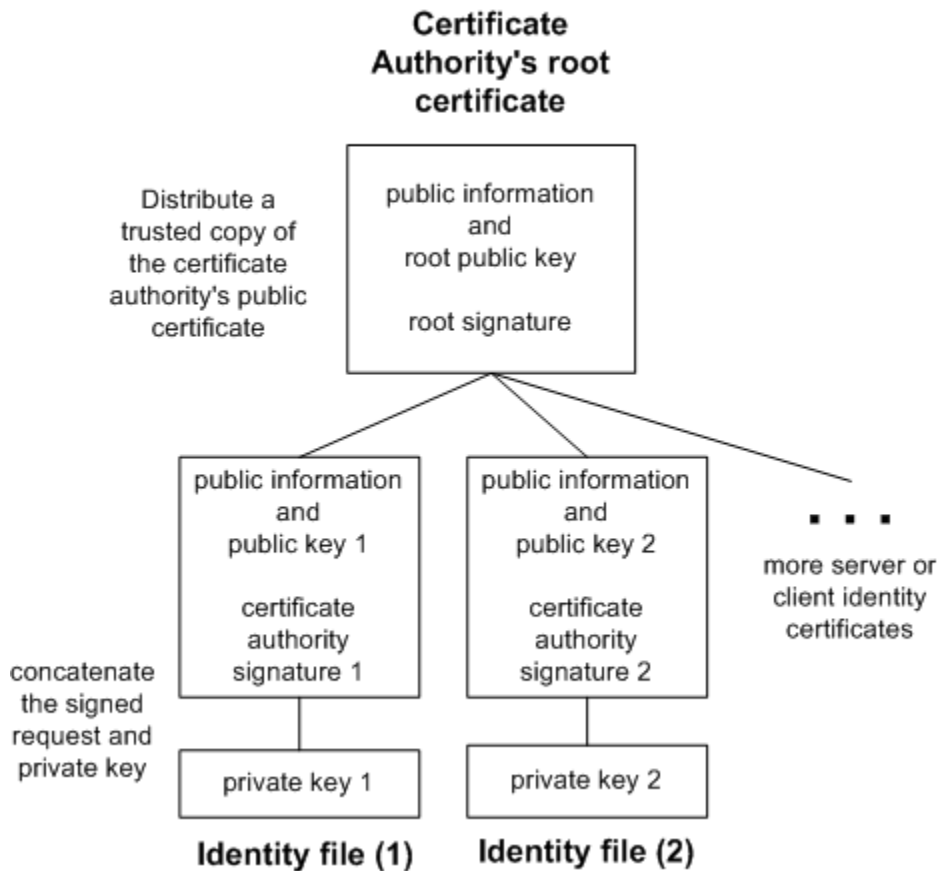 Certificate
Authority's root
certificate
Distribute a
trusted copy of
the certificate
authority's public
certificate
public information
and
root public key
root signature
public information
and
public key 1
certificate
authority
signature 1
public information
and
public key 2
certificate
authority
signature 2
. . .
more server or
client identity
certificates
concatenate
the signed
request and
private key
private key 1
private key 2
Identity file (1)
Identity file (2)